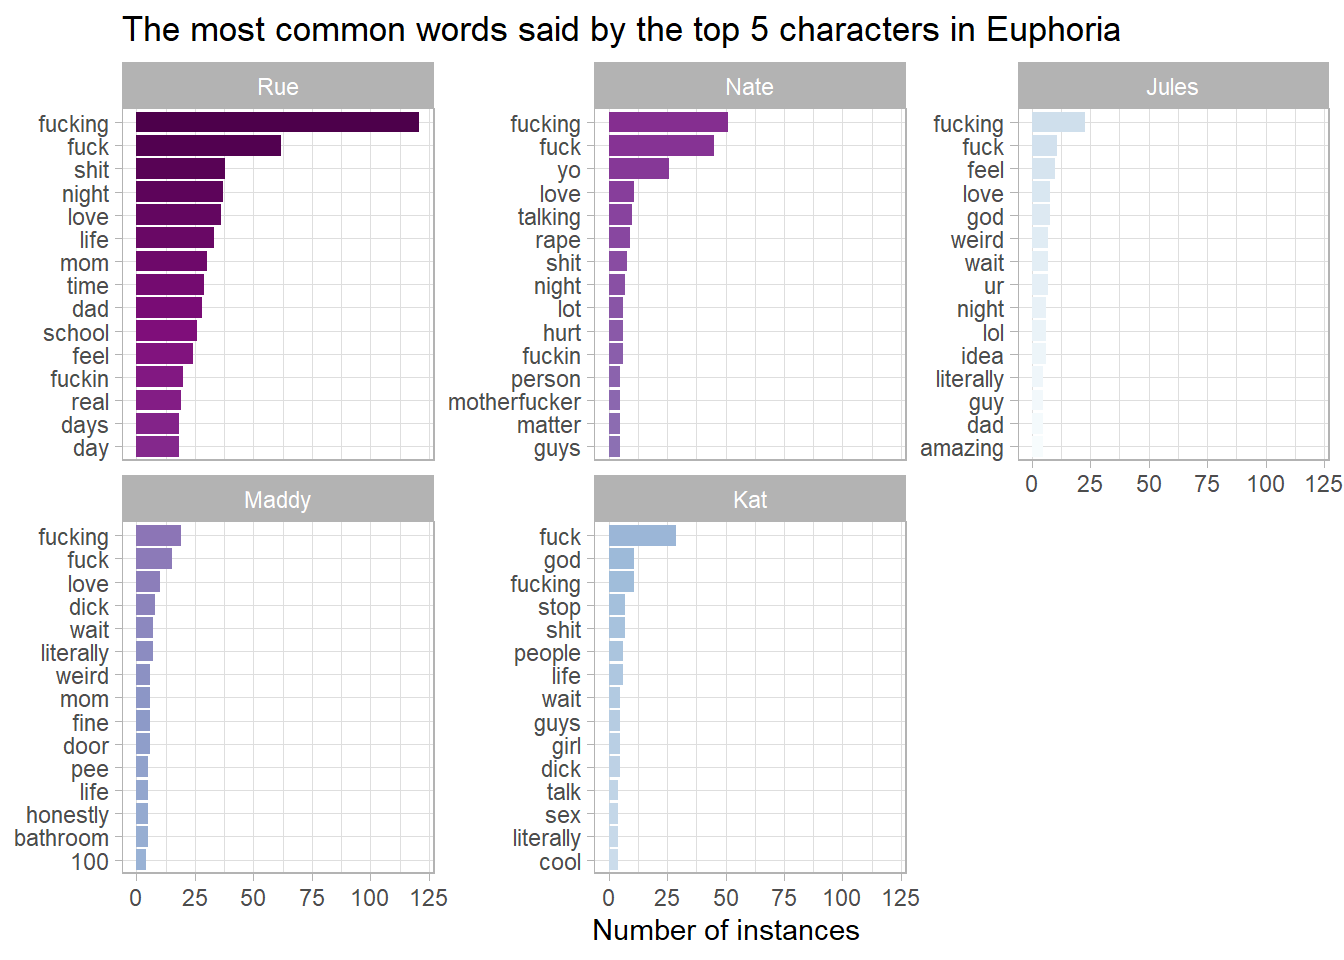 The most common words said by the top 5 characters in Euphoria
Rue
fucking
fuck
shit
night
love
life
mom
time
dad
school
feel
fuckin
real
days
day
Nate
fucking
fuck
yo
love
talking
rape
shit
night
lot
hurt
fuckin
person
motherfucker
matter
guys
Jules
fucking
fuck
feel
love
god
weird
wait
ur
night
lol
idea
literally
guy
dad
amazing
0 25 50 75 100 125
Maddy
fucking
fuck
love
dick
wait
literally
weird
mom
fine
door
pee
life
honestly
bathroom
100
0 25 50 75 100 125
Kat
fuck
god
fucking
stop
shit
people
life
wait
guys
girl
dick
talk
sex
literally
cool
0 25 50 75 100 125
Number of instances